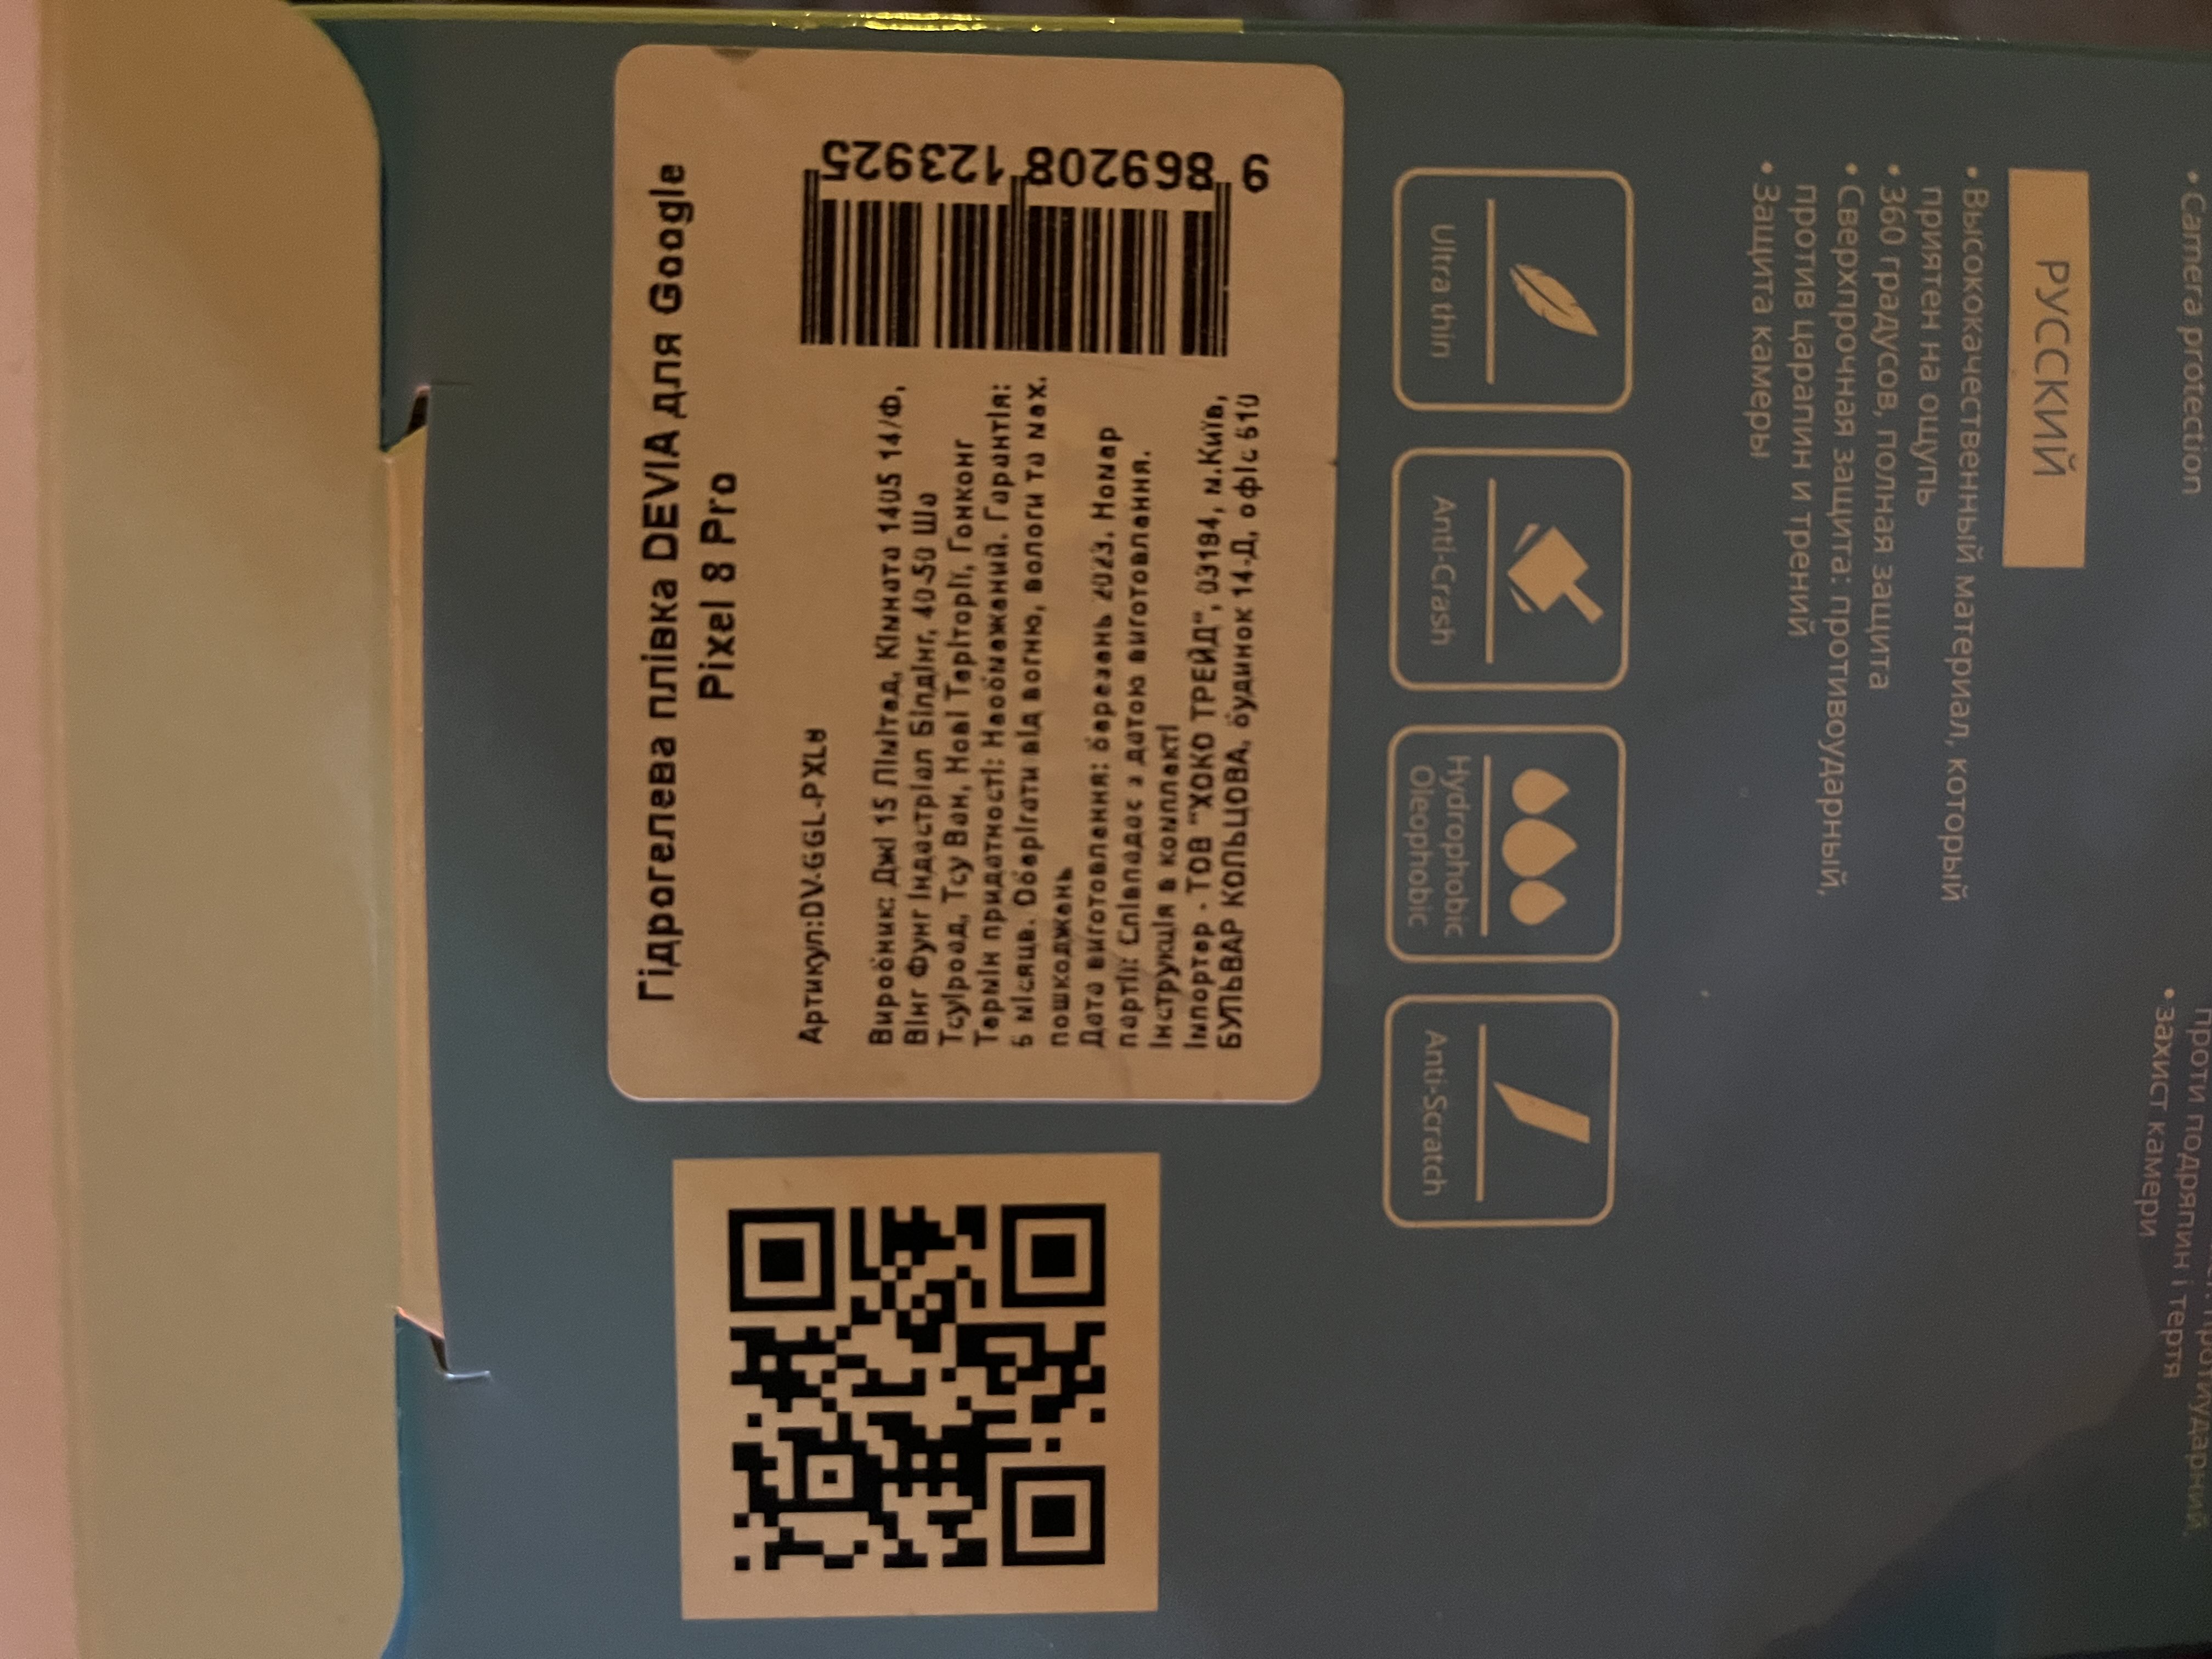 Гідрогелева плівка DEVIA для Google
Pixel 8 Pro
Артикул:DV-GGL-PXL8
Виробник: Джі 15 Лімітед, Кімната 1405 14/Ф,
Вінг Фунг Індастріал Білдінг, 40-50 Ша
Тсуіроад, Тсу Ван, Нові Теріторії, Гонконг
Термін придатності: Необмежений. Гарантія:
6 місяців. Оберігати від вогню, вологи та мех.
пошкоджень
Дата виготовлення: березень 2023. Номер
партії: Співпадає з датою виготовлення.
Інструкція в комплекті
Імпортер - ТОВ "ХОКО ТРЕЙД", 03194, м.Київ,
БУЛЬВАР КОЛЬЦОВА, будинок 14-Д, офіс 610
9 869208 123925
• Camera protection
РУССКИЙ
• Высококачественный материал, который
приятен на ощупь
• 360 градусов, полная защита
• Сверхпрочная защита: противоударный,
против царапин и трений
• Защита камеры
протиударний,
проти подряпин і тертя
• захист камери
Ultra thin
Anti-Crash
Hydrophobic
Oleophobic
Anti-Scratch